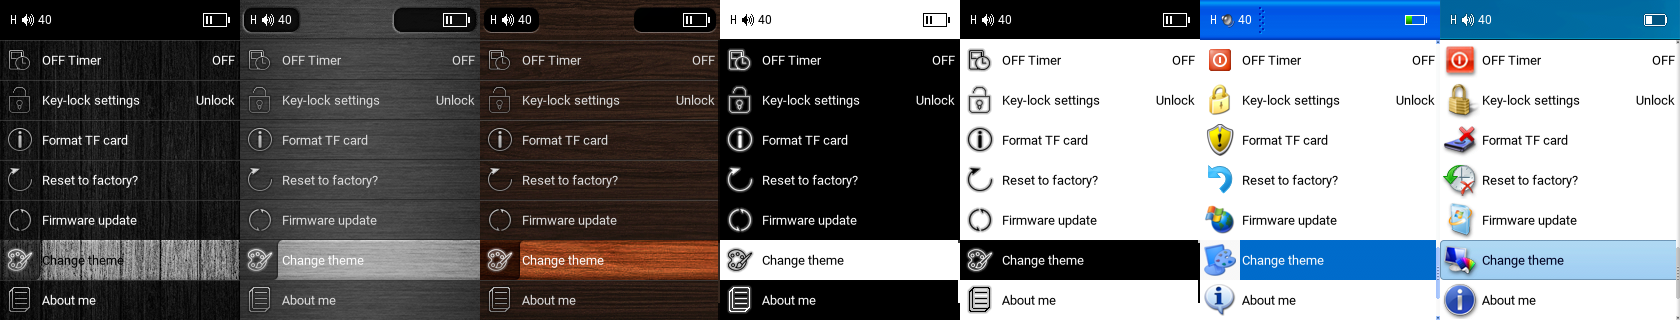 H 40
OFF Timer OFF
Key-lock settings Unlock
Format TF card
Reset to factory?
Firmware update
Change theme
About me
H 40
OFF Timer OFF
Key-lock settings Unlock
Format TF card
Reset to factory?
Firmware update
Change theme
About me
H 40
OFF Timer OFF
Key-lock settings Unlock
Format TF card
Reset to factory?
Firmware update
Change theme
About me
H 40
OFF Timer OFF
Key-lock settings Unlock
Format TF card
Reset to factory?
Firmware update
Change theme
About me
H 40
OFF Timer OFF
Key-lock settings Unlock
Format TF card
Reset to factory?
Firmware update
Change theme
About me
H 40
OFF Timer OFF
Key-lock settings Unlock
Format TF card
Reset to factory?
Firmware update
Change theme
About me
H 40
OFF Timer OFF
Key-lock settings Unlock
Format TF card
Reset to factory?
Firmware update
Change theme
About me